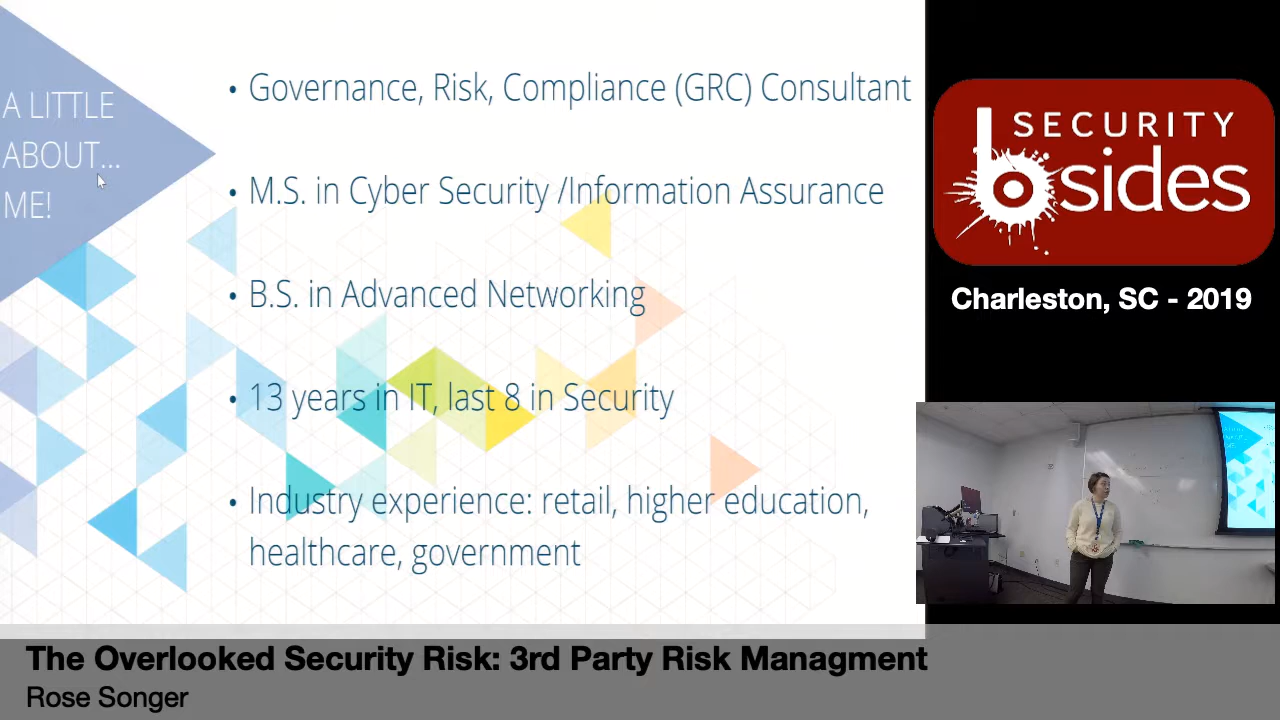 A LITTLE
ABOUT...
ME!
• Governance, Risk, Compliance (GRC) Consultant
• M.S. in Cyber Security /Information Assurance
• B.S. in Advanced Networking
• 13 years in IT, last 8 in Security
• Industry experience: retail, higher education,
healthcare, government
SECURITY
bsides
Charleston, SC - 2019
The Overlooked Security Risk: 3rd Party Risk Managment
Rose Songer